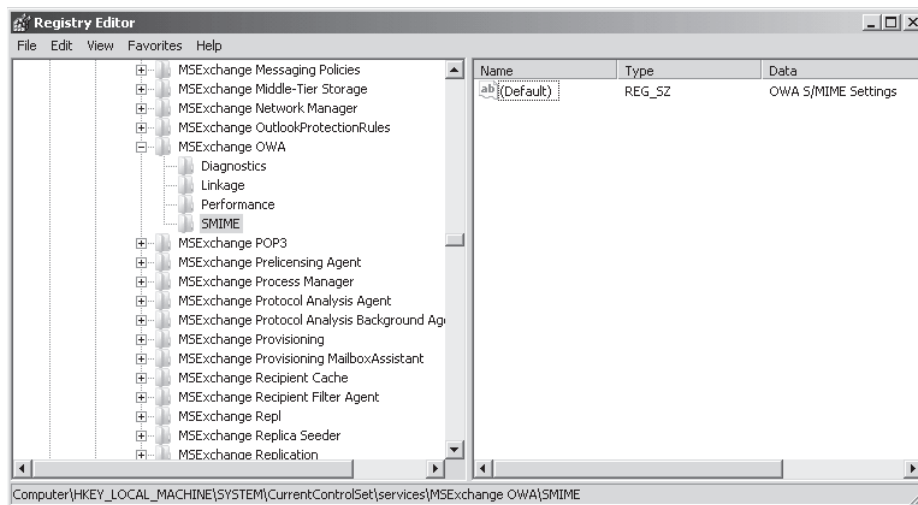 Registry Editor
File Edit View Favorites Help
MSExchange Messaging Policies
MSExchange Middle-Tier Storage
MSExchange Network Manager
MSExchange OutlookProtectionRules
MSExchange OWA
Diagnostics
Linkage
Performance
SMIME
MSExchange POP3
MSExchange Prelicensing Agent
MSExchange Process Manager
MSExchange Protocol Analysis Agent
MSExchange Protocol Analysis Background Age
MSExchange Provisioning
MSExchange Provisioning MailboxAssistant
MSExchange Recipient Cache
MSExchange Recipient Filter Agent
MSExchange Repl
MSExchange Replica Seeder
MSExchange Replication
Name Type Data
ab (Default) REG_SZ OWA S/MIME Settings
Computer\HKEY_LOCAL_MACHINE\SYSTEM\CurrentControlSet\services\MSExchange OWA\SMIME